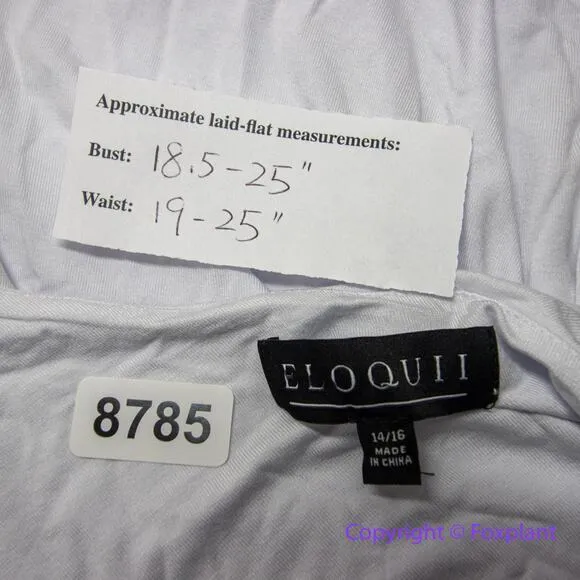 Approximate laid-flat measurements:
Bust: 18.5-25"
Waist: 19-25"
ELOQUII
8785
14/16
MADE
IN CHINA
Copyright © Foxplant